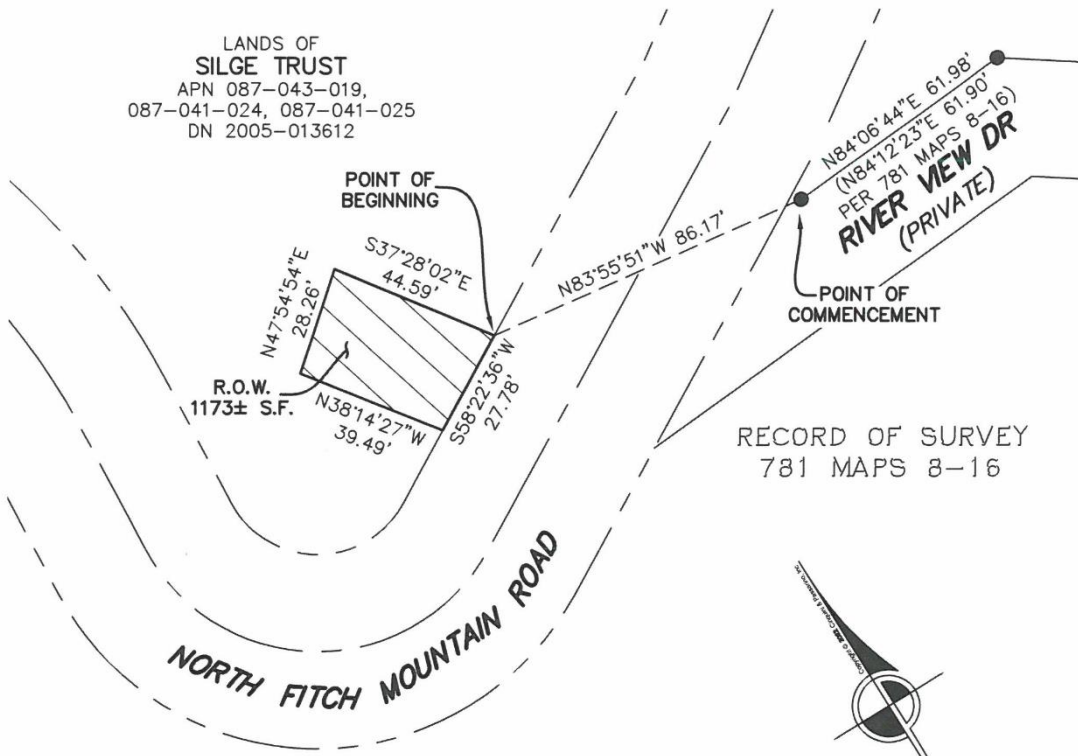 LANDS OF
SILGE TRUST
APN 087-043-019,
087-041-024, 087-041-025
DN 2005-013612
POINT OF
BEGINNING
S37°28'02"E
44.59'
N47°54'54"E
28.26'
R.O.W.
1173± S.F.
N38°14'27"W
39.49'
S58°22'36"W
27.78'
N83°55'51"W 86.17'
N84°06'44"E 61.98'
(N84°12'23"E 61.90'
PER 781 MAPS 8-16)
RIVER VIEW DR
(PRIVATE)
POINT OF
COMMENCEMENT
RECORD OF SURVEY
781 MAPS 8-16
NORTH FITCH MOUNTAIN ROAD
Copyright ©